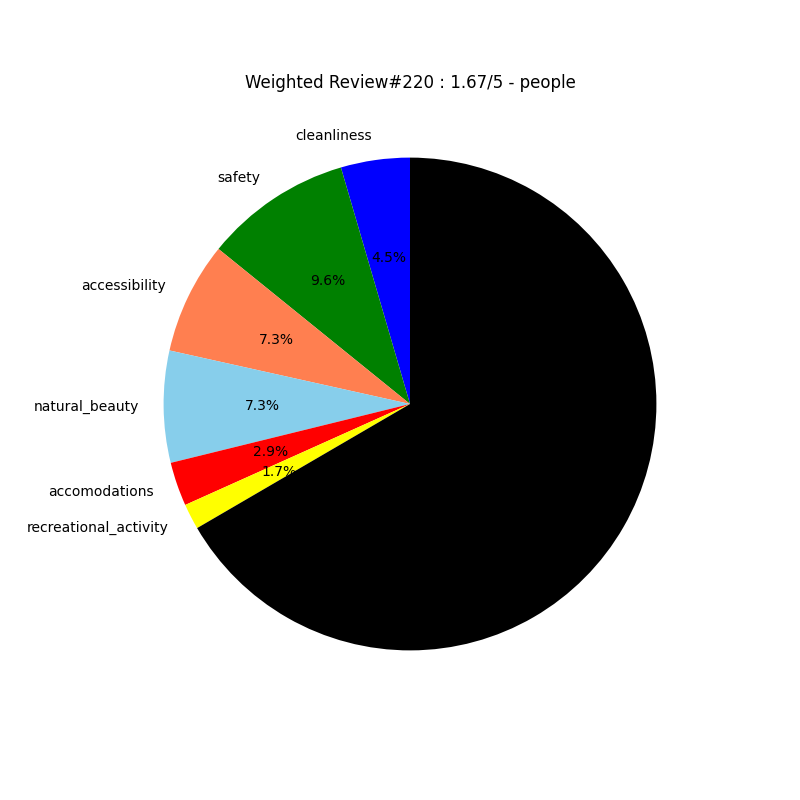 Weighted Review#220 : 1.67/5 - people
cleanliness
safety
4.5%
9.6%
accessibility
7.3%
natural_beauty
7.3%
2.9%
1.7%
accomodations
recreational_activity